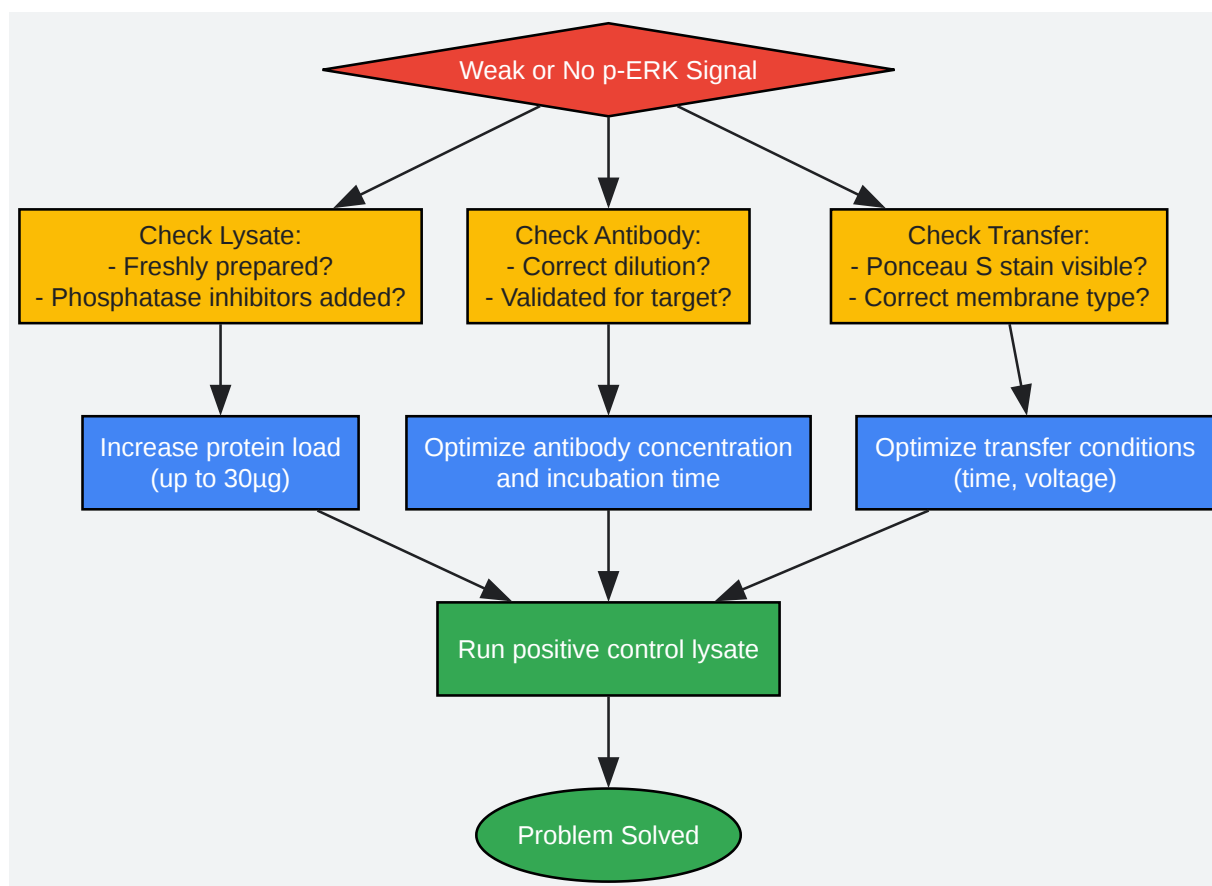 Weak or No p-ERK Signal
Check Lysate:
- Freshly prepared?
- Phosphatase inhibitors added?
Check Antibody:
- Correct dilution?
- Validated for target?
Check Transfer:
- Ponceau S stain visible?
- Correct membrane type?
Increase protein load
(up to 30µg)
Optimize antibody concentration
and incubation time
Optimize transfer conditions
(time, voltage)
Run positive control lysate
Problem Solved